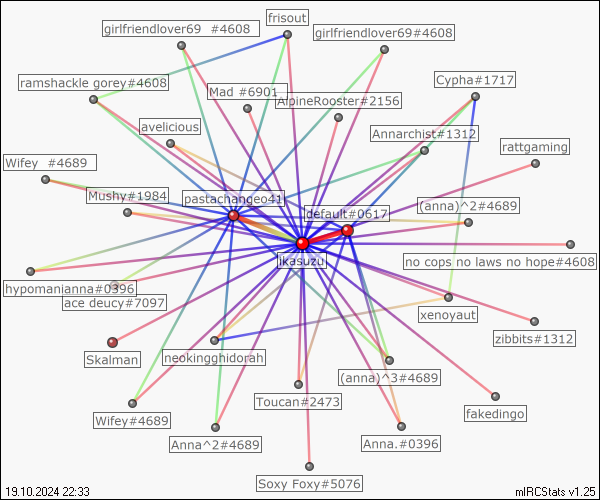 frisout
girlfriendlover69 #4608
girlfriendlover69#4608
ramshackle gorey#4608
Cypha#1717
Mad #6901
AlpineRooster#2156
avelicious
Annarchist#1312
rattgaming
Wifey #4689
Mushy#1984
pastachangeo41
default#0617
(anna)^2#4689
jkasuzu
no cops no laws no hope#4608
hypomanianna#0396
ace deucy#7097
xenoyaut
zibbits#1312
Skalman
neokingghidorah
(anna)^3#4689
Toucan#2473
fakedingo
Wifey#4689
Anna^2#4689
Anna.#0396
Soxy Foxy#5076
19.10.2024 22:33
mIRCStats v1.25